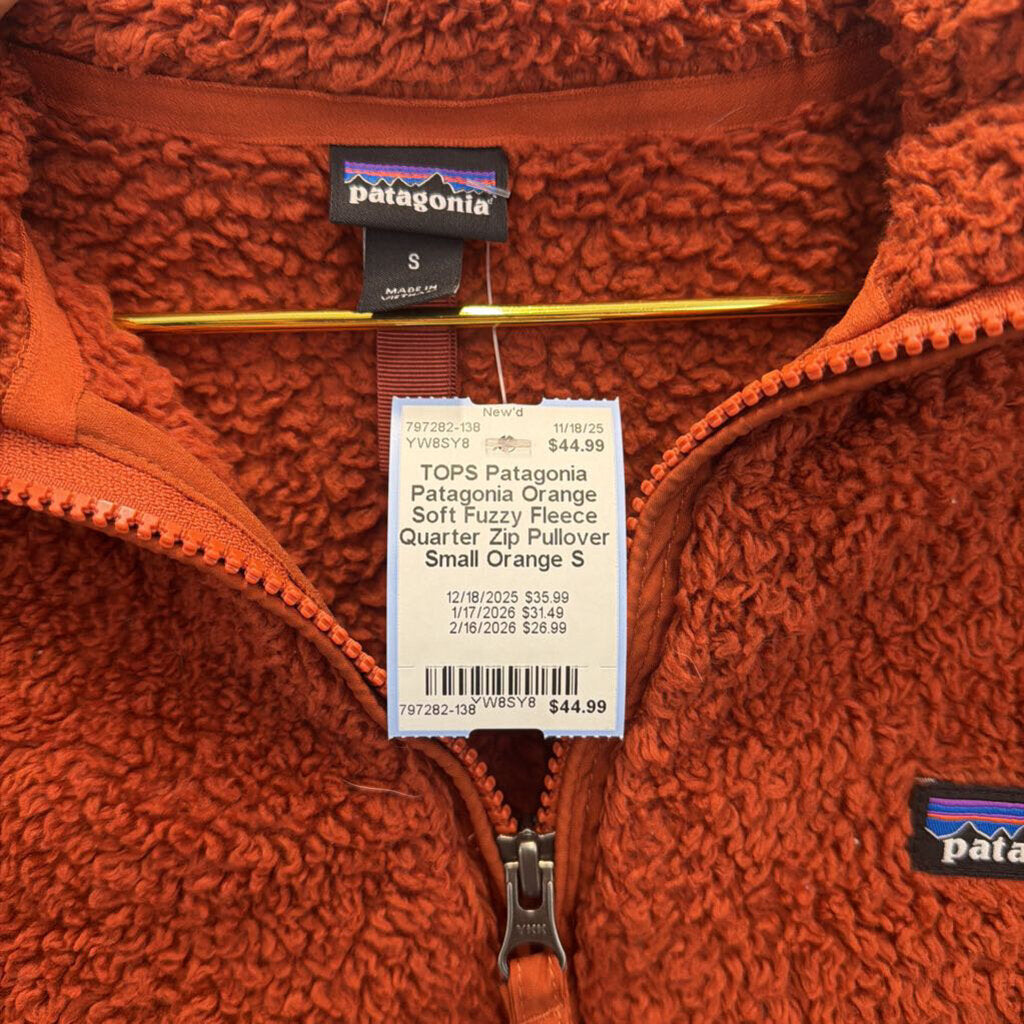 patagonia
S
MADE IN
VIETNAM
New'd
797282-138 11/18/25
YW8SY8 $44.99
TOPS Patagonia
Patagonia Orange
Soft Fuzzy Fleece
Quarter Zip Pullover
Small Orange S
12/18/2025 $35.99
1/17/2026 $31.49
2/16/2026 $26.99
797282-138 YW8SY8 $44.99
pata
YKK